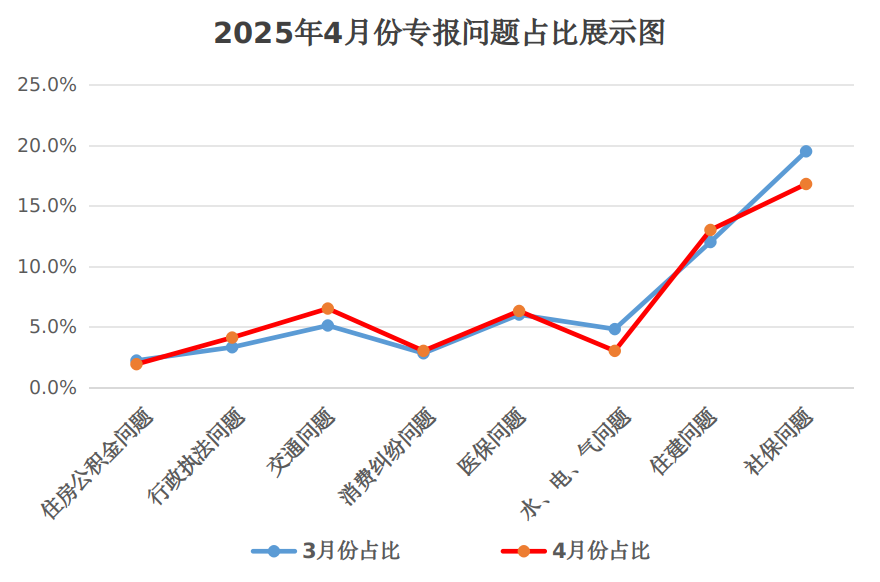 2025年4月份专报问题占比展示图
25.0%
20.0%
15.0%
10.0%
5.0%
0.0%
住房公积金问题
行政执法问题
交通问题
消费纠纷问题
医保问题
水、电、气问题
住建问题
社保问题
3月份占比
4月份占比